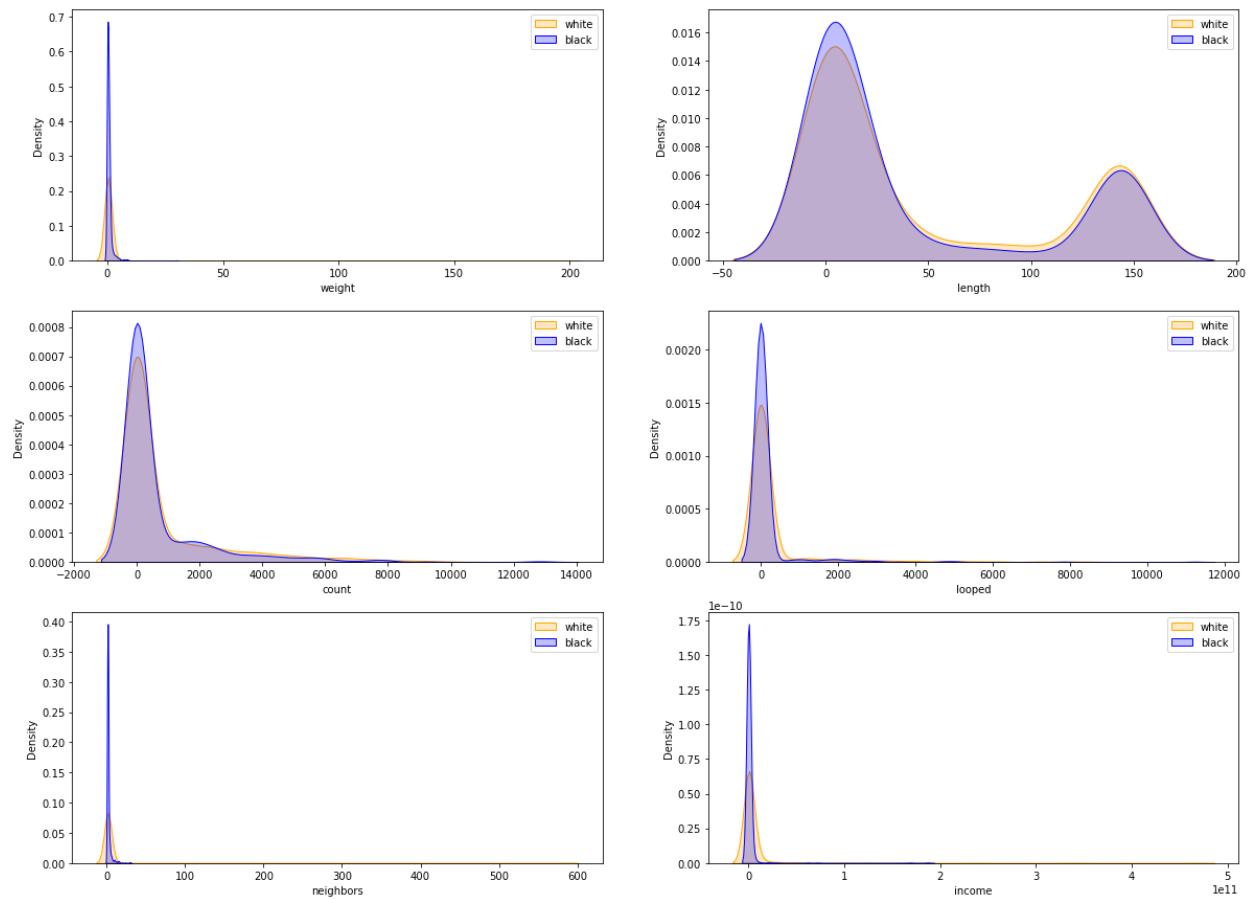 0.7
0.6
0.5
0.4
0.3
0.2
0.1
0.0
Density
0 50 100 150 200
weight
white
black
0.016
0.014
0.012
0.010
0.008
0.006
0.004
0.002
0.000
Density
−50 0 50 100 150 200
length
white
black
0.0008
0.0007
0.0006
0.0005
0.0004
0.0003
0.0002
0.0001
0.0000
Density
−2000 0 2000 4000 6000 8000 10000 12000 14000
count
white
black
0.0020
0.0015
0.0010
0.0005
0.0000
Density
0 2000 4000 6000 8000 10000 12000
looped
white
black
0.40
0.35
0.30
0.25
0.20
0.15
0.10
0.05
0.00
Density
0 100 200 300 400 500 600
neighbors
white
black
1e−10
1.75
1.50
1.25
1.00
0.75
0.50
0.25
0.00
Density
0 1 2 3 4 5
1e11
income
white
black